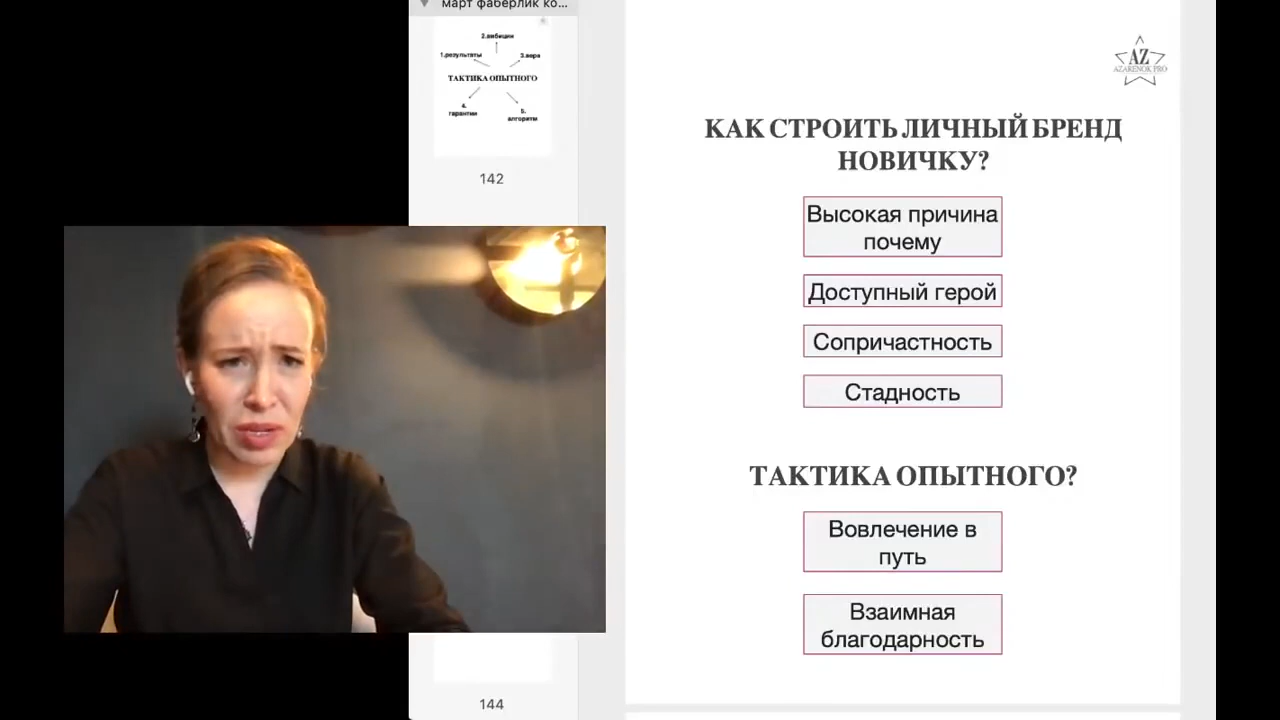 март фаберлик ко...
2.амбиции
1.результаты
3.вера
ТАКТИКА ОПЫТНОГО
4.
гарантии
5.
алгоритм
142
144
AZ
AZARENOK PRO
КАК СТРОИТЬ ЛИЧНЫЙ БРЕНД
НОВИЧКУ?
Высокая причина
почему
Доступный герой
Сопричастность
Стадность
ТАКТИКА ОПЫТНОГО?
Вовлечение в
путь
Взаимная
благодарность